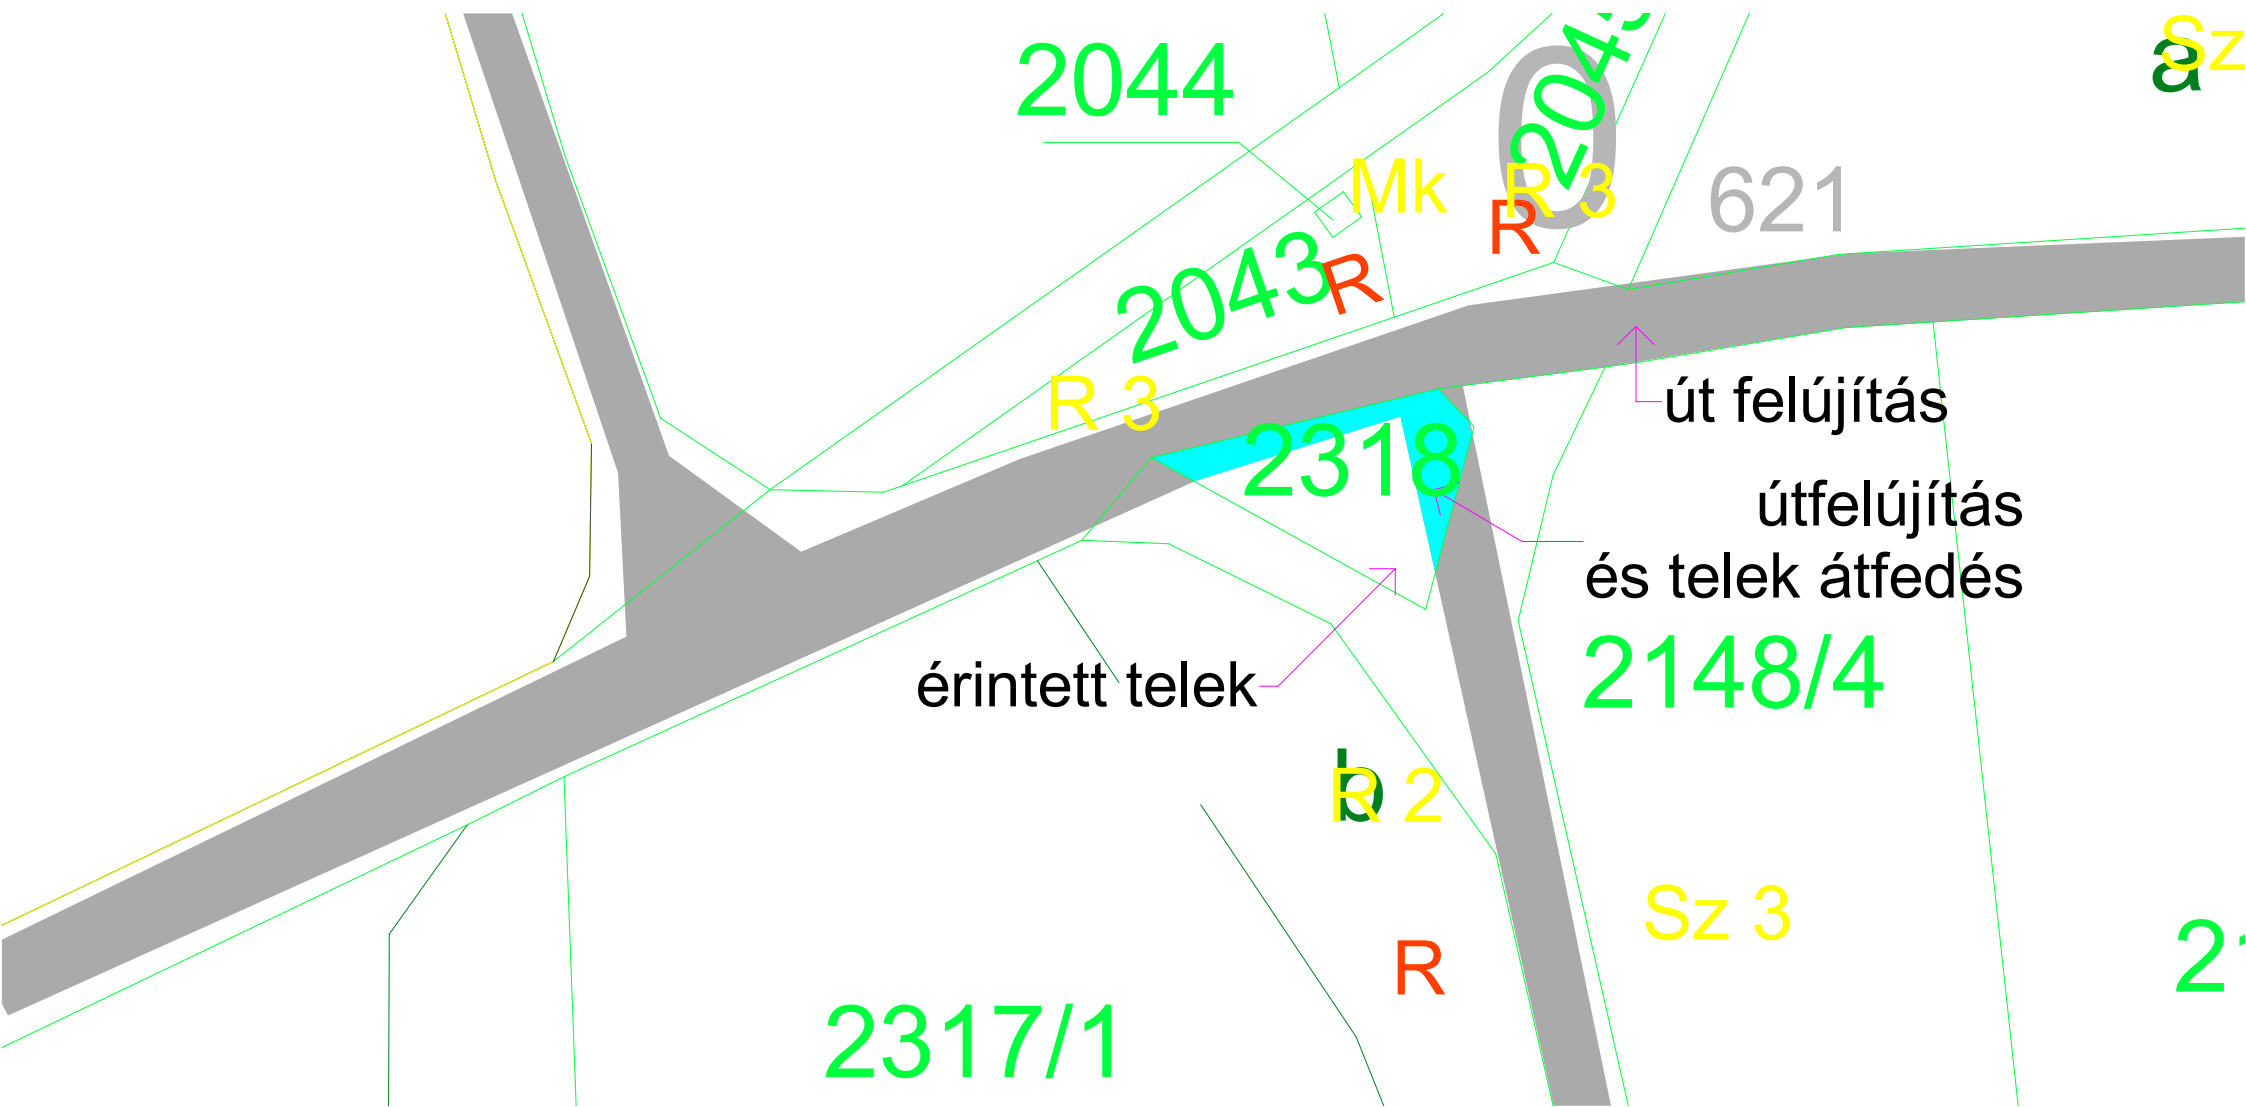 2044
Sz
a
Mk
R 3
R
621
2043
R
R 3
út felújítás
2318
útfelújítás
és telek átfedés
érintett telek
2148/4
b
R 2
Sz 3
R
2317/1